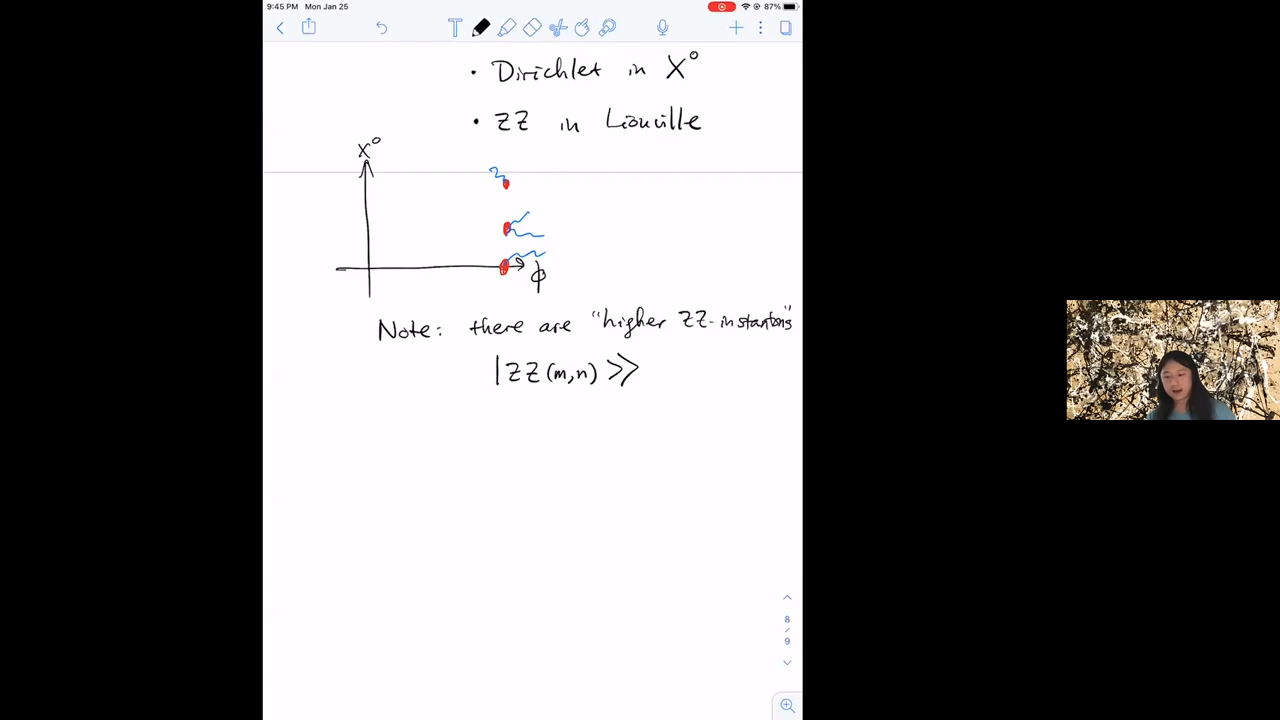 9:45 PM Mon Jan 25
87%
T
• Dirichlet in X⁰
• ZZ in Liouville
X⁰
ϕ
Note: there are "higher ZZ-instantons"
|ZZ(m,n)≫
8
/
9